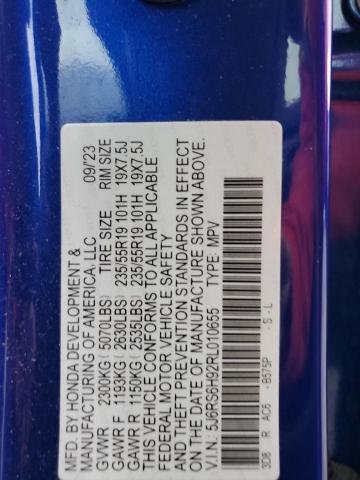 MFD. BY HONDA DEVELOPMENT &
MANUFACTURING OF AMERICA, LLC 09/'23
GVWR 2300KG (5070LBS) TIRE SIZE RIM SIZE
GAWR F 1193KG (2630LBS) 235/55R19 101H 19X7.5J
GAWR R 1150KG (2535LBS) 235/55R19 101H 19X7.5J
THIS VEHICLE CONFORMS TO ALL APPLICABLE
FEDERAL MOTOR VEHICLE SAFETY
AND THEFT PREVENTION STANDARDS IN EFFECT
ON THE DATE OF MANUFACTURE SHOWN ABOVE.
V.I.N.: 5J6RS6H92RL010655 TYPE: MPV
3D8 R AC6 -B575P -S-L